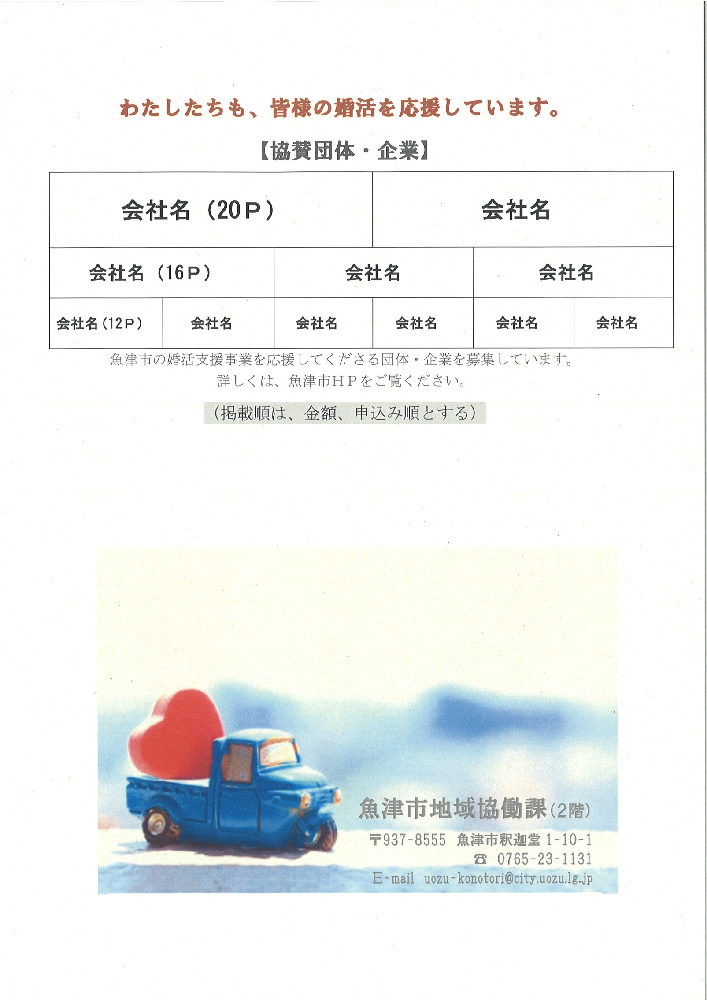 わたしたちも、皆様の婚活を応援しています。
【協賛団体・企業】
会社名（20Ｐ） 会社名
会社名（16Ｐ） 会社名 会社名
会社名(12Ｐ) 会社名 会社名 会社名 会社名 会社名
魚津市の婚活支援事業を応援してくださる団体・企業を募集しています。
詳しくは、魚津市ＨＰをご覧ください。
（掲載順は、金額、申込み順とする）
魚津市地域協働課(2階)
〒937-8555 魚津市釈迦堂 1-10-1
☎ 0765-23-1131
E-mail uozu-konotori@city.uozu.lg.jp